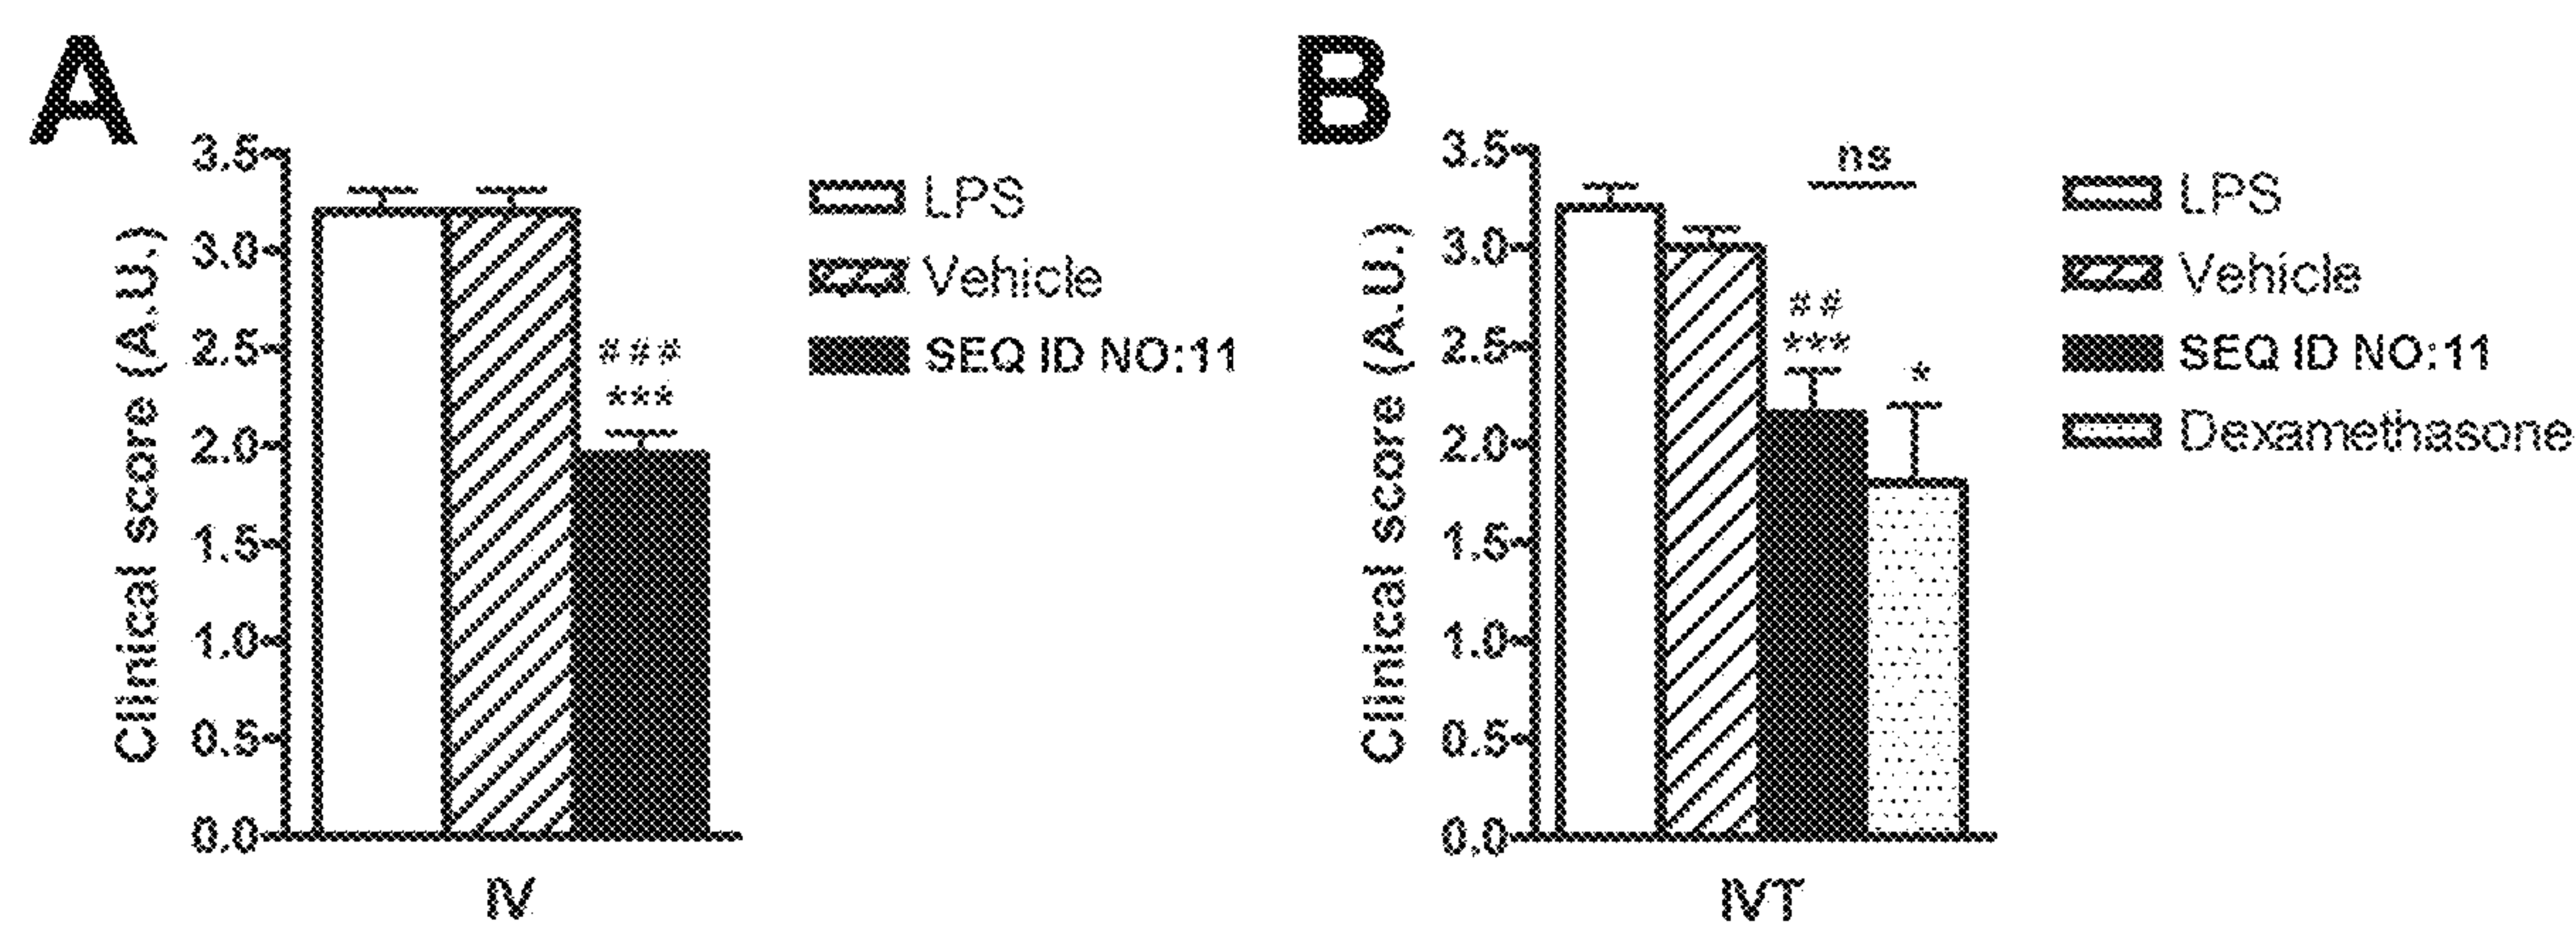 A
Clinical score (A.U.)
3.5
3.0
2.5
2.0
1.5
1.0
0.5
0.0
###
***
IV
LPS
Vehicle
SEQ ID NO:11
B
Clinical score (A.U.)
3.5
3.0
2.5
2.0
1.5
1.0
0.5
0.0
ns
##
***
*
IVT
LPS
Vehicle
SEQ ID NO:11
Dexamethasone